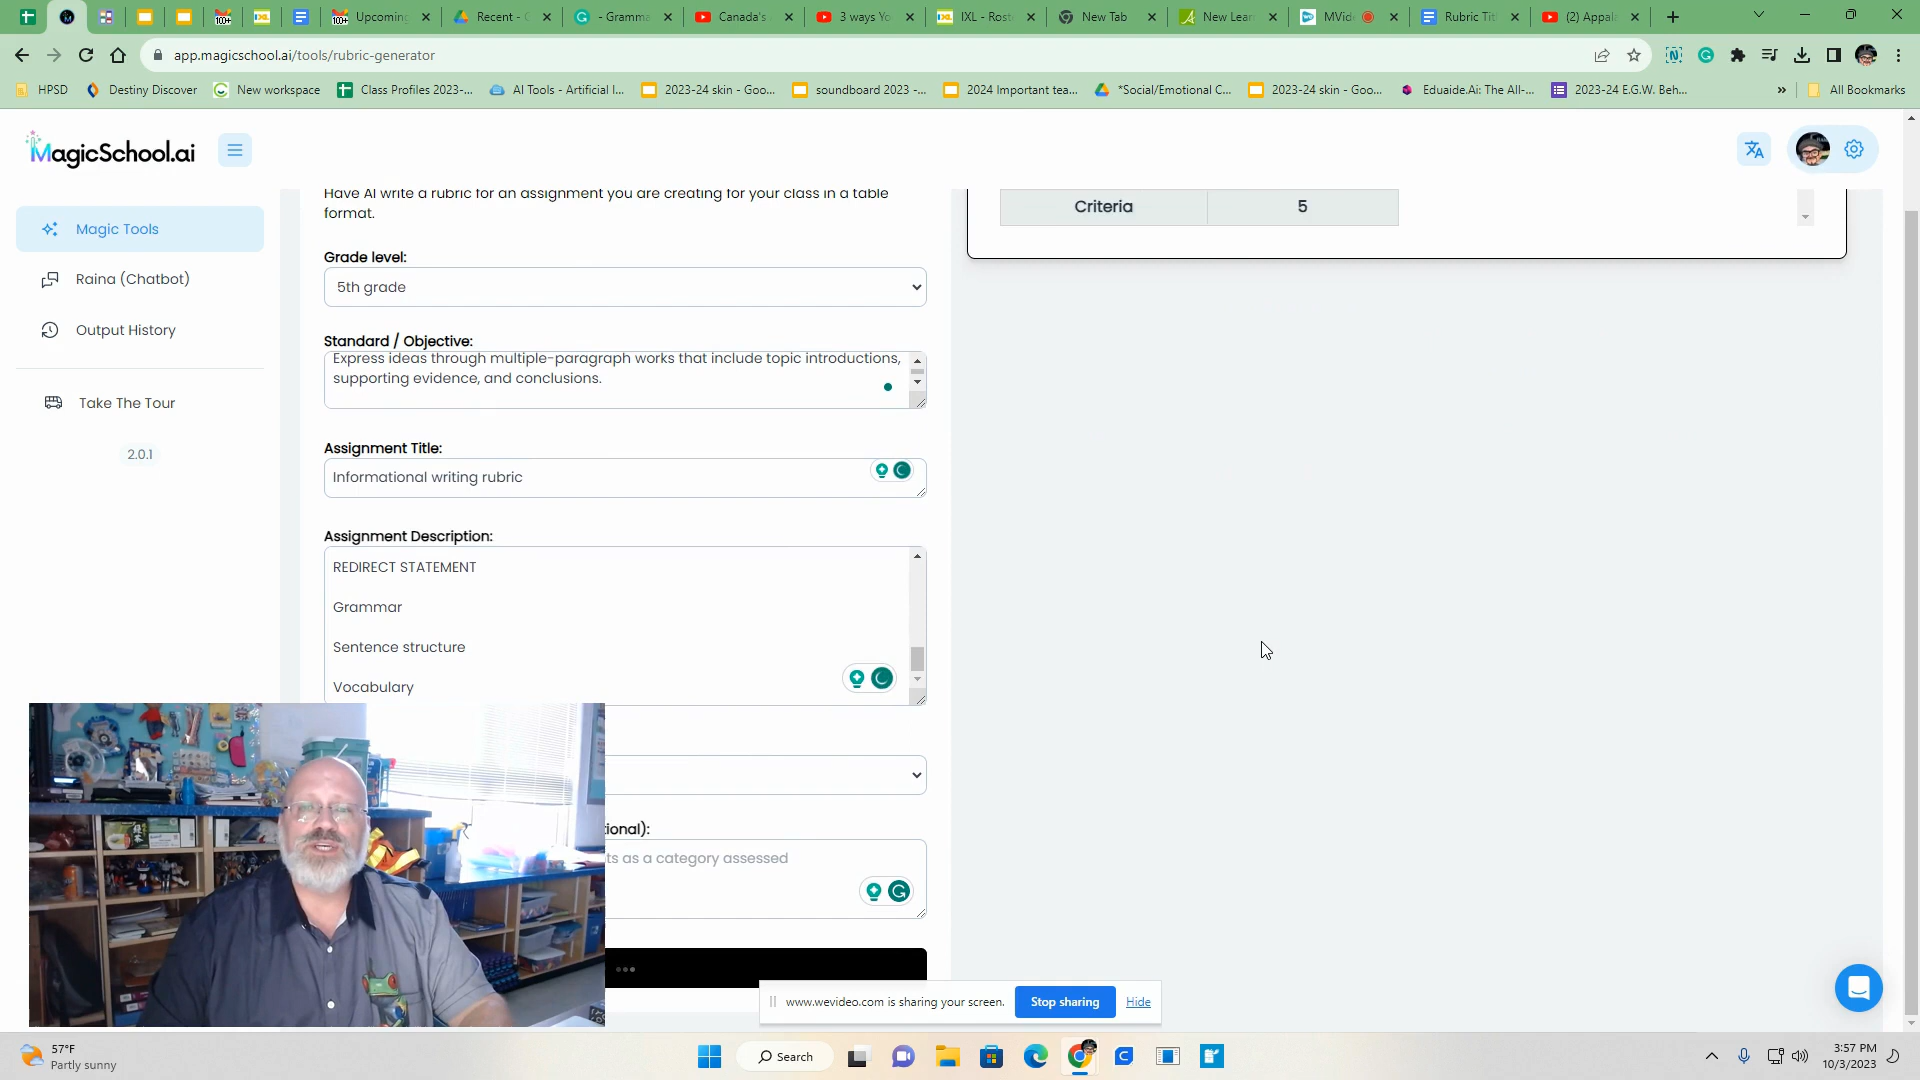 Upcoming
Recent - G
- Gramma
Canada's
3 ways Yo
IXL - Rost
New Tab
New Lear
MVid
Rubric Titl
(2) Appala
app.magicschool.ai/tools/rubric-generator
HPSD
Destiny Discover
New workspace
Class Profiles 2023-...
AI Tools - Artificial I...
2023-24 skin - Goo...
soundboard 2023 -...
2024 Important tea...
*Social/Emotional C...
2023-24 skin - Goo...
Eduaide.Ai: The All-...
2023-24 E.G.W. Beh...
»
All Bookmarks
MagicSchool.ai
Magic Tools
Raina (Chatbot)
Output History
Take The Tour
2.0.1
Have AI write a rubric for an assignment you are creating for your class in a table
format.
Grade level:
5th grade
Standard / Objective:
Express ideas through multiple-paragraph works that include topic introductions,
supporting evidence, and conclusions.
Assignment Title:
Informational writing rubric
Assignment Description:
REDIRECT STATEMENT
Grammar
Sentence structure
Vocabulary
ional):
ts as a category assessed
Criteria 5
www.wevideo.com is sharing your screen.
Stop sharing
Hide
57°F
Partly sunny
Search
3:57 PM
10/3/2023